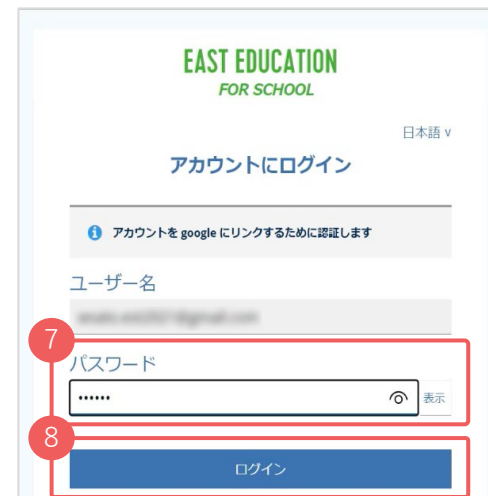 EAST EDUCATION
FOR SCHOOL
日本語 ∨
アカウントにログイン
アカウントを google にリンクするために認証します
ユーザー名
7
パスワード
••••••
表示
8
ログイン